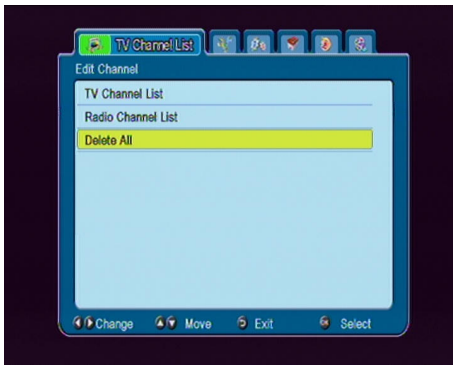 TV Channel List
Edit Channel
TV Channel List
Radio Channel List
Delete All
Change Move Exit Select